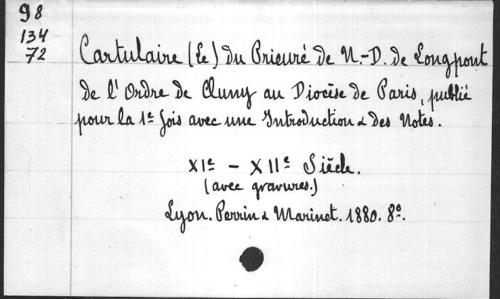 98
134
72
Cartulaire (Le) du Prieuré de N.-D. de Longpont
de l'Ordre de Cluny au Diocèse de Paris, publié
pour la 1e fois avec une Introduction & des Notes.
XIe - XIIe Siècle.
(avec gravures.)
Lyon. Perrin & Marinet. 1880. 8o.